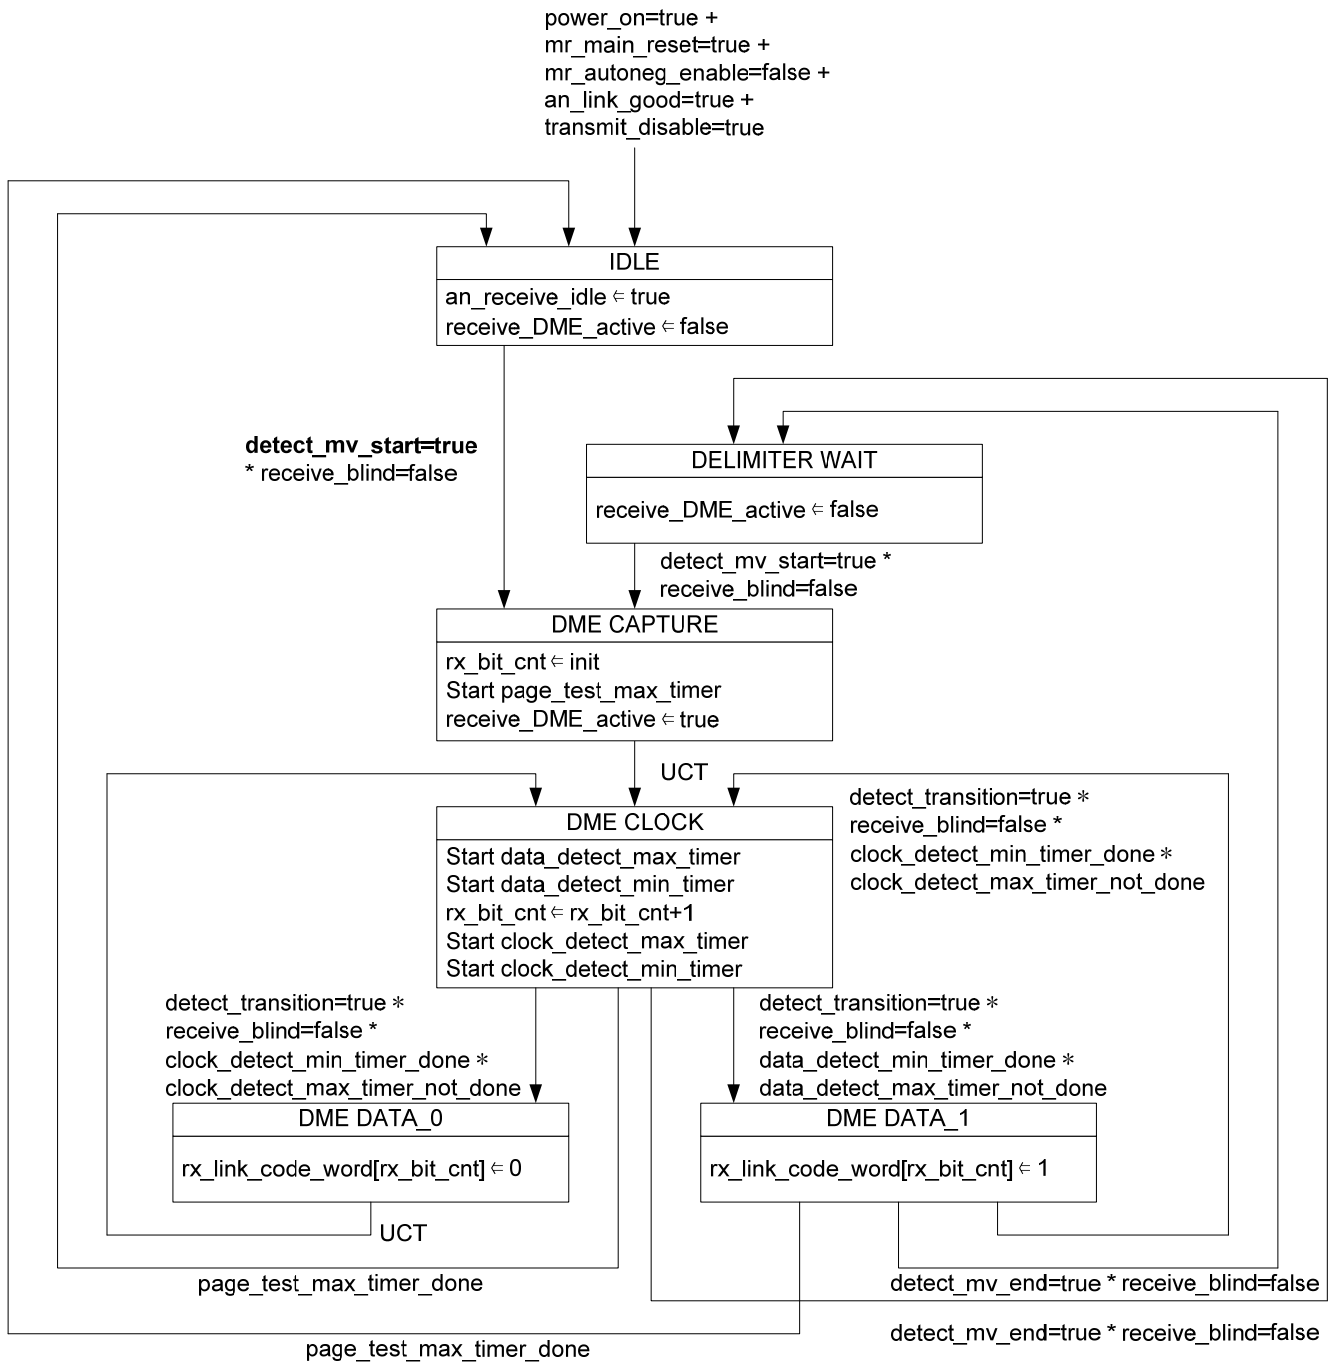 power_on=true +
mr_main_reset=true +
mr_autoneg_enable=false +
an_link_good=true +
transmit_disable=true
IDLE
an_receive_idle ⇐ true
receive_DME_active ⇐ false
detect_mv_start=true
* receive_blind=false
DELIMITER WAIT
receive_DME_active ⇐ false
detect_mv_start=true *
receive_blind=false
DME CAPTURE
rx_bit_cnt ⇐ init
Start page_test_max_timer
receive_DME_active ⇐ true
UCT
DME CLOCK
Start data_detect_max_timer
Start data_detect_min_timer
rx_bit_cnt ⇐ rx_bit_cnt+1
Start clock_detect_max_timer
Start clock_detect_min_timer
detect_transition=true *
receive_blind=false *
clock_detect_min_timer_done *
clock_detect_max_timer_not_done
detect_transition=true *
receive_blind=false *
clock_detect_min_timer_done *
clock_detect_max_timer_not_done
detect_transition=true *
receive_blind=false *
data_detect_min_timer_done *
data_detect_max_timer_not_done
DME DATA_0
rx_link_code_word[rx_bit_cnt] ⇐ 0
DME DATA_1
rx_link_code_word[rx_bit_cnt] ⇐ 1
UCT
page_test_max_timer_done
detect_mv_end=true * receive_blind=false
detect_mv_end=true * receive_blind=false
page_test_max_timer_done